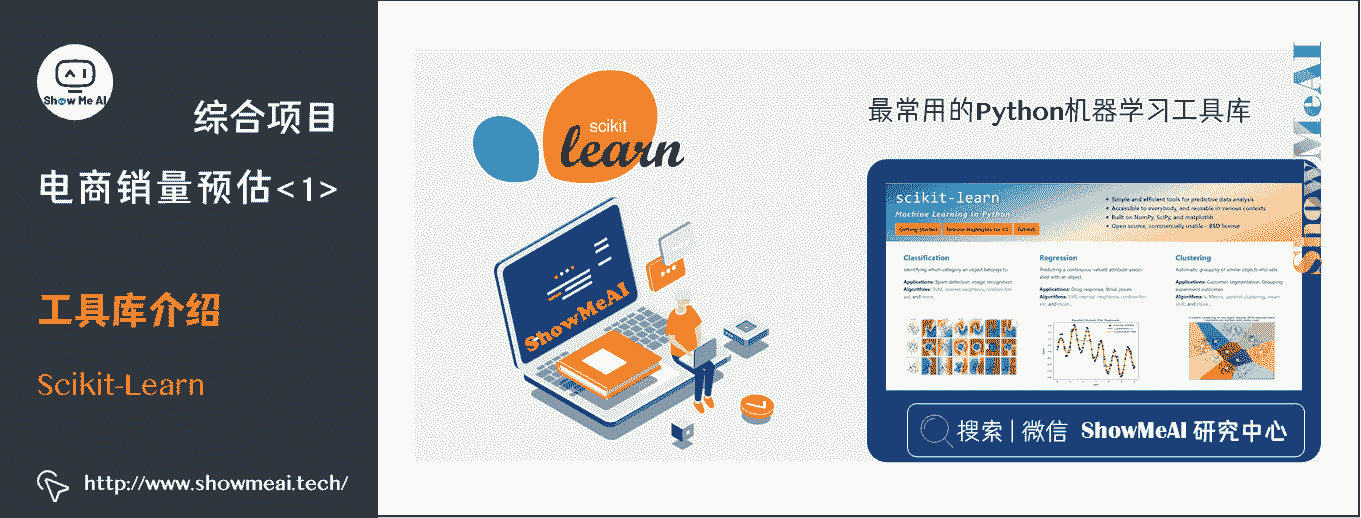 Show Me AI
综合项目
电商销量预估<1>
工具库介绍
Scikit-Learn
http://www.showmeai.tech/
scikit
learn
ShowMeAI
最常用的Python机器学习工具库
ShowMeAI
scikit-learn
Machine Learning in Python
Getting Started
GitHub
Simple and efficient tools for predictive data analysis
Accessible to everybody, and reusable in various contexts
Built on NumPy, SciPy, and matplotlib
Open source, commercially usable - BSD license
Classification
Identifying which category an object belongs to
Applications: Spam detection, image recognition
Algorithms: SVM, nearest neighbors, random for-
est, and more...
Regression
Predicting a continuous-valued attribute assoc-
iated with an object.
Applications: Drug response, Stock prices
Algorithms: SVR, nearest neighbors, random for-
est, and more...
Clustering
Automatic grouping of similar objects into sets
Applications: Customer segmentation, Grouping
experiment outcomes
Algorithms: k-Means, spectral clustering, mean
shift, and more...
搜索 | 微信 ShowMeAI 研究中心